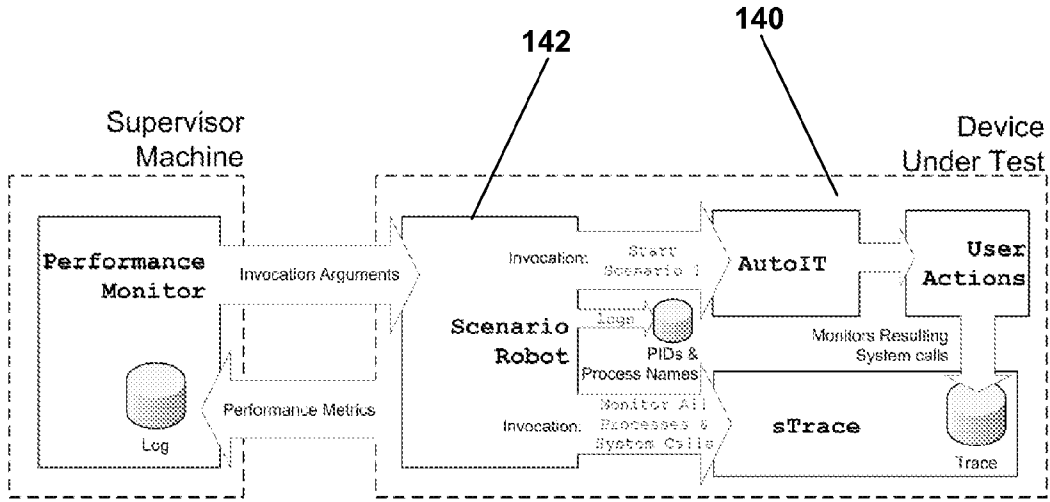 142
140
Supervisor
Machine
Device
Under Test
Performance
Monitor
Invocation Arguments
Invocation:
Start
Scenario 1
AutoIT
User
Actions
Scenario
Robot
logs
PIDs &
Process Names
Monitors Resulting
System calls
Performance Metrics
Log
Invocation:
Monitor All
Processes &
System Calls
sTrace
Trace